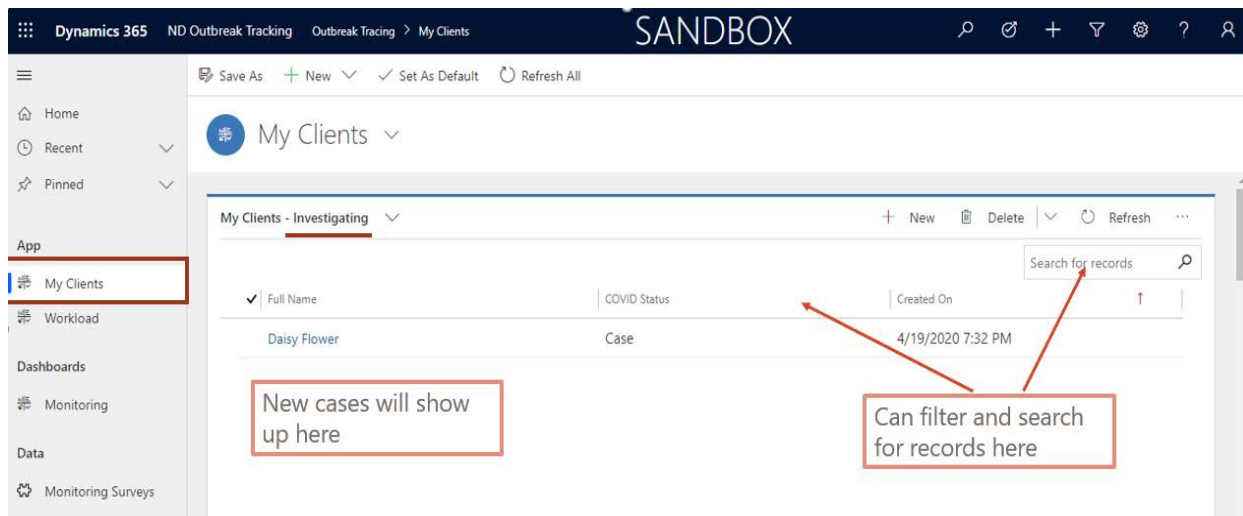 Dynamics 365 ND Outbreak Tracking Outbreak Tracing > My Clients SANDBOX
Save As New Set As Default Refresh All
Home
Recent
Pinned
My Clients
My Clients - Investigating New Delete Refresh
App
Search for records
My Clients
Full Name COVID Status Created On
Workload
Daisy Flower Case 4/19/2020 7:32 PM
Dashboards
Monitoring
New cases will show
up here
Can filter and search
for records here
Data
Monitoring Surveys